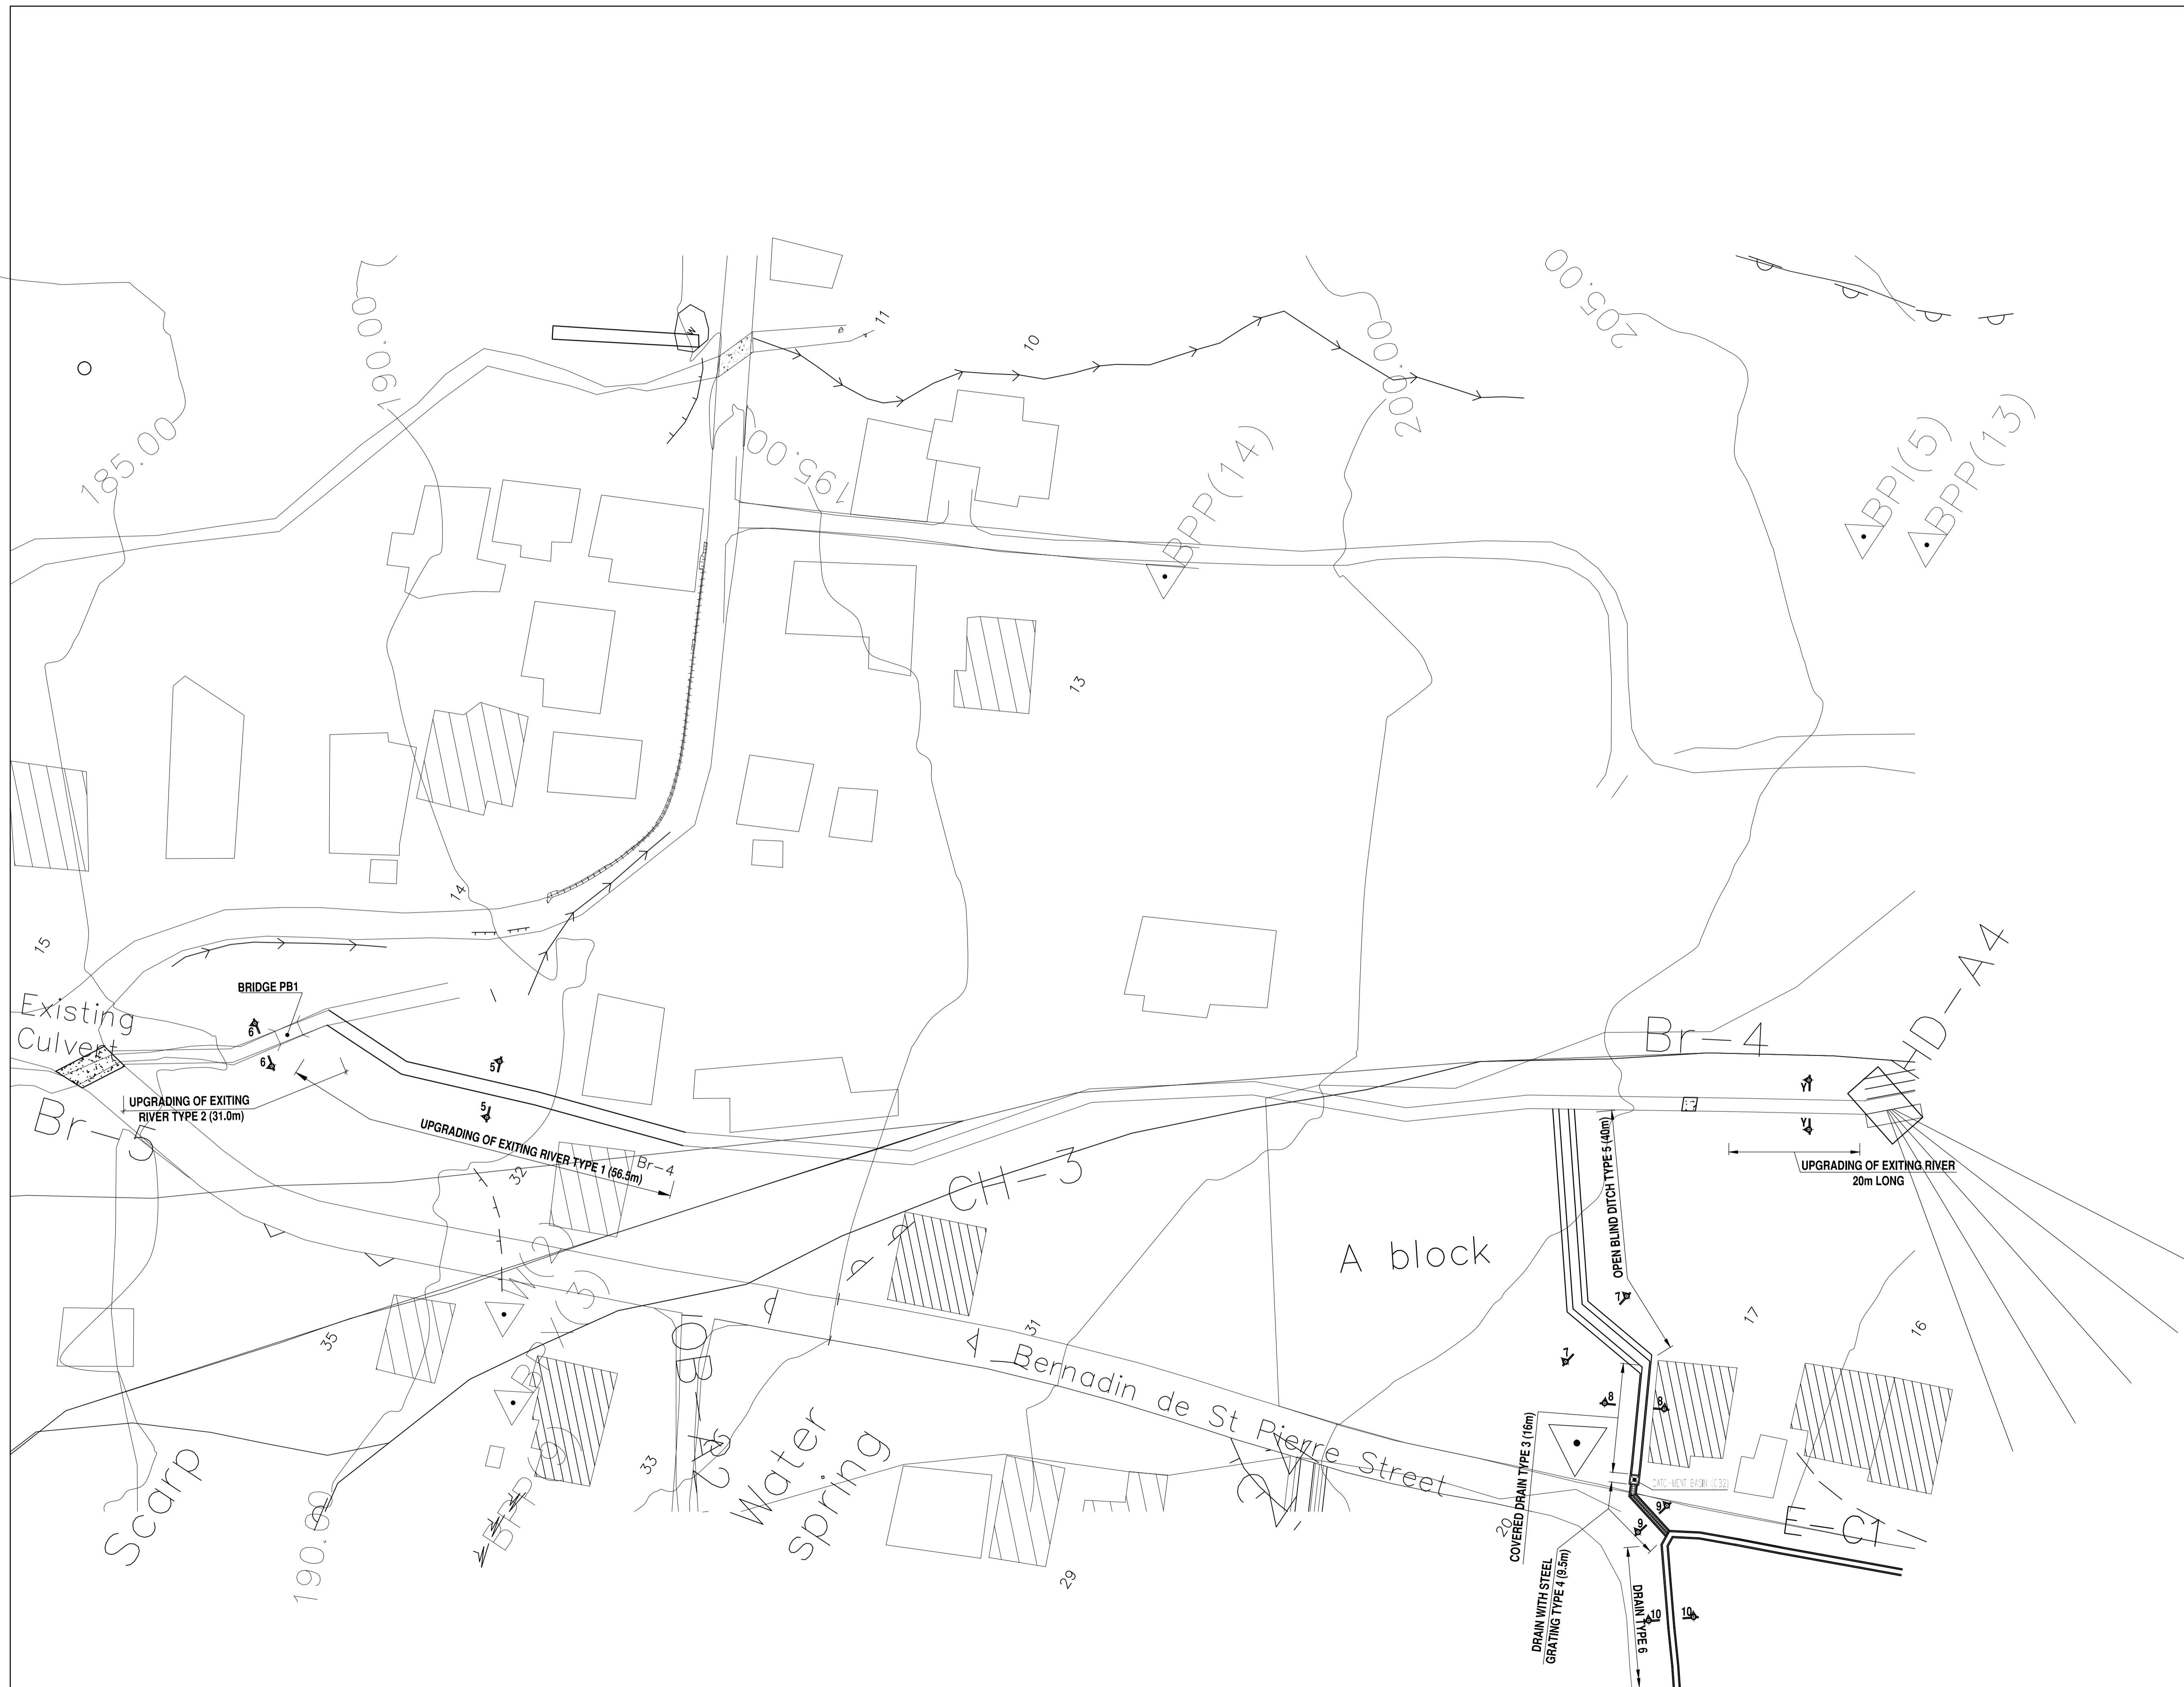 185.00
190.00
W
11
10
195.00
200.00
205.00
BPP(14)
BPI(5)
BPP(13)
13
14
15
Existing
Culvert
BRIDGE PB1
6
6
5
5
UPGRADING OF EXITING
RIVER TYPE 2 (31.0m)
UPGRADING OF EXITING RIVER TYPE 1 (56.5m)
Br-5
Br-4
32
CH-3
Br-4
ID-A4
Y
Y
UPGRADING OF EXITING RIVER
20m LONG
OPEN BLIND DITCH TYPE 5 (40m)
A block
7
7
17
16
35
31
Bernadin de St Pierre Street
8
8
COVERED DRAIN TYPE 3 (16m)
CATCHMENT BASIN (CB2)
9
9
E-C1
20
DRAIN WITH STEEL
GRATING TYPE 4 (9.5m)
DRAIN TYPE 6
10
10
Scarp
190.00
33
Water
spring
29